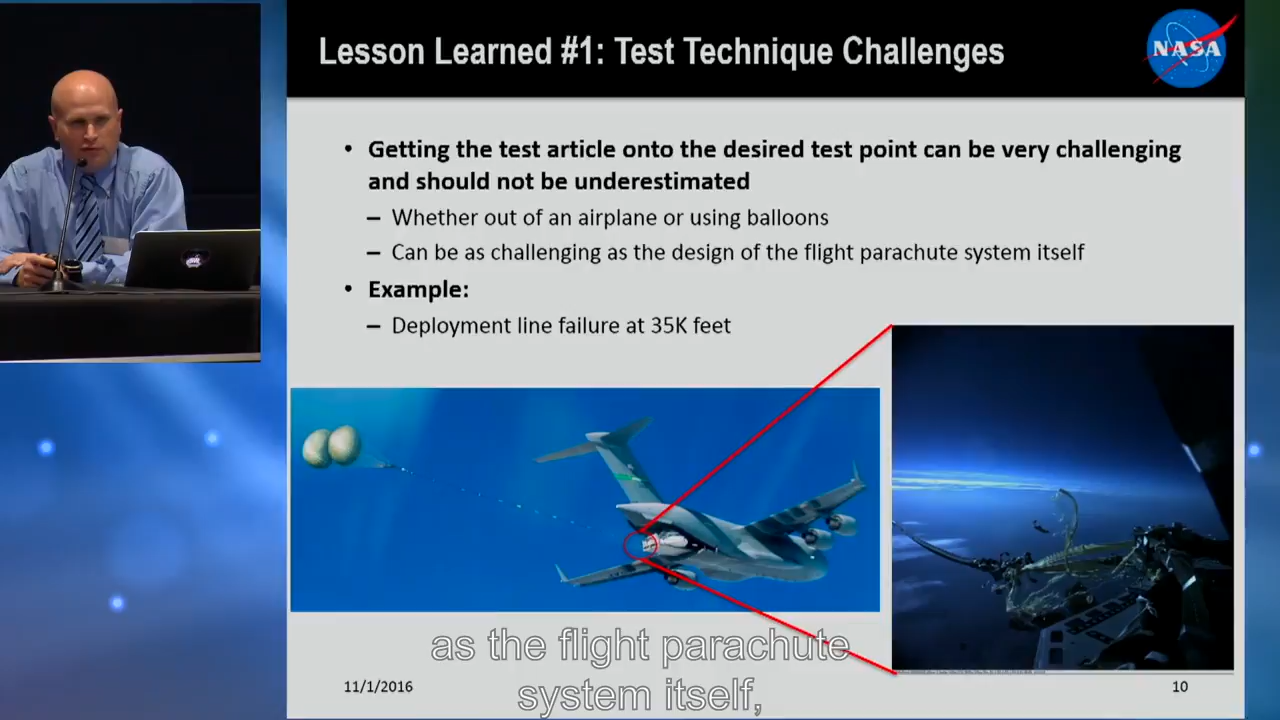 Lesson Learned #1: Test Technique Challenges
NASA
• Getting the test article onto the desired test point can be very challenging
and should not be underestimated
– Whether out of an airplane or using balloons
– Can be as challenging as the design of the flight parachute system itself
• Example:
– Deployment line failure at 35K feet
as the flight parachute
system itself,
11/1/2016
10